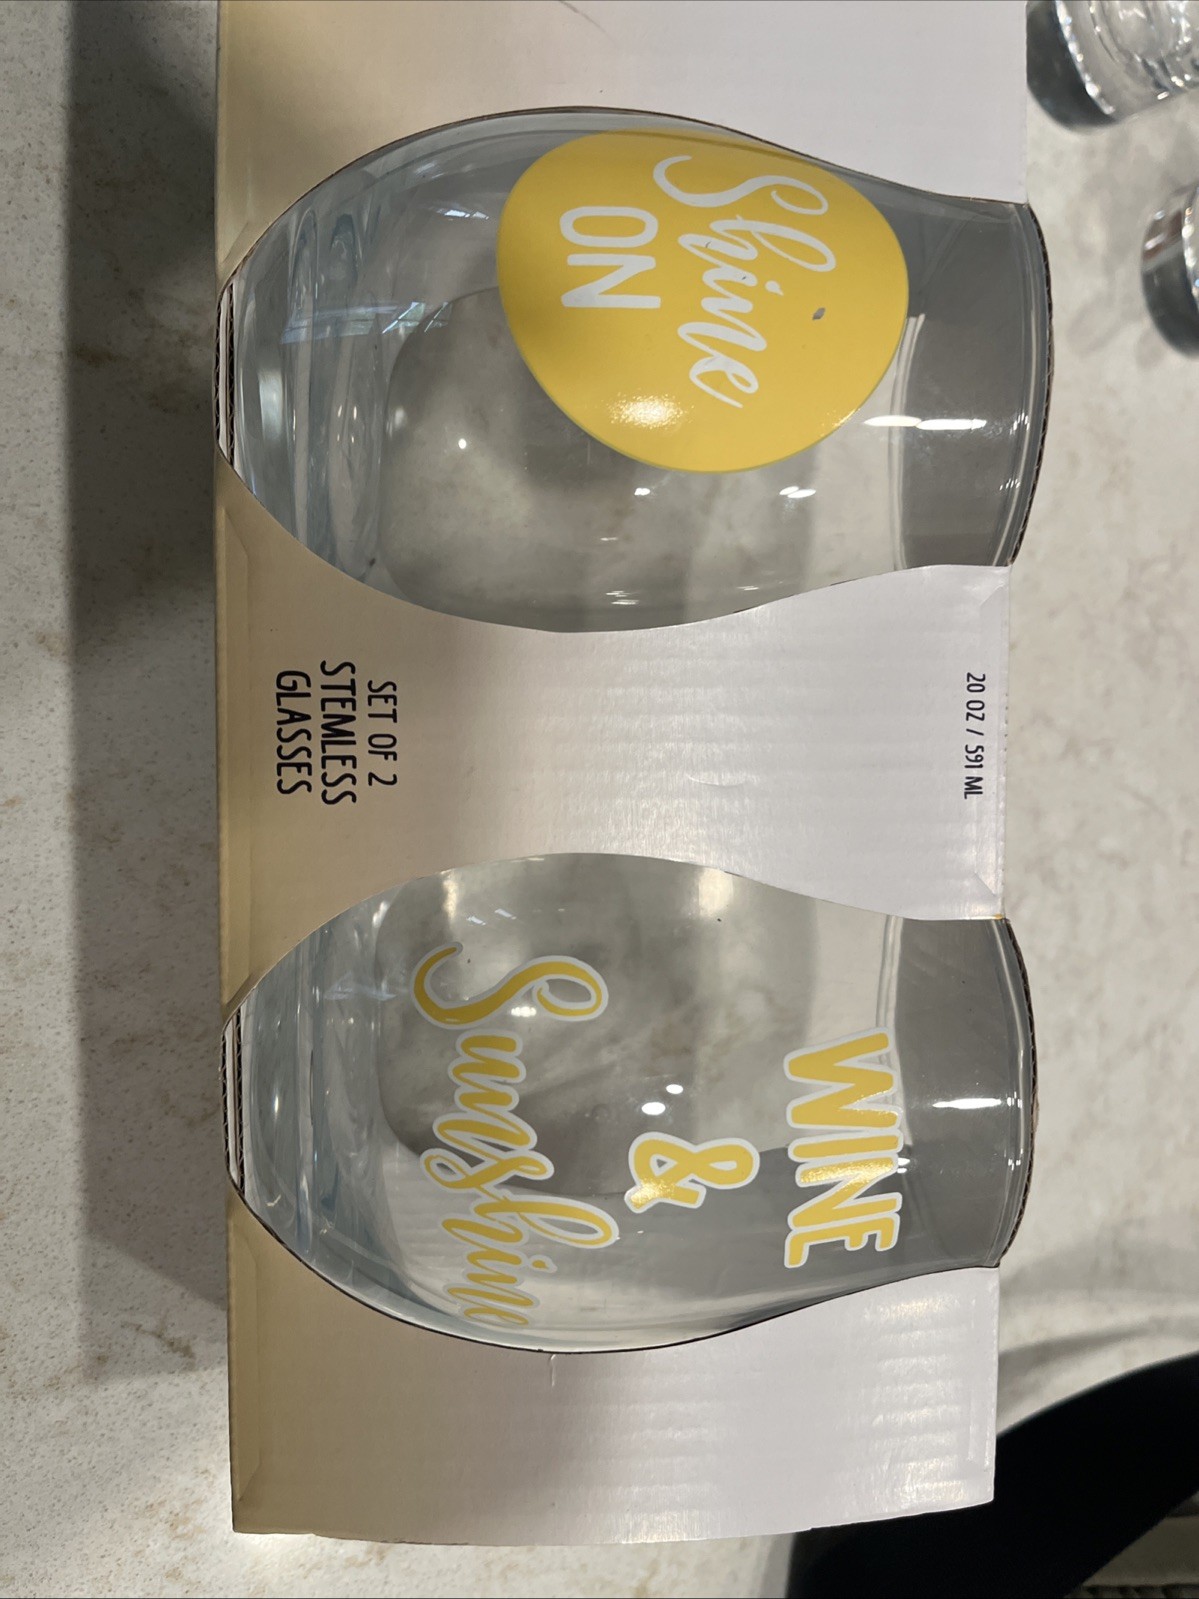 Shine
ON
20 OZ / 591 ML
SET OF 2
STEMLESS
GLASSES
WINE
&
Sunshine